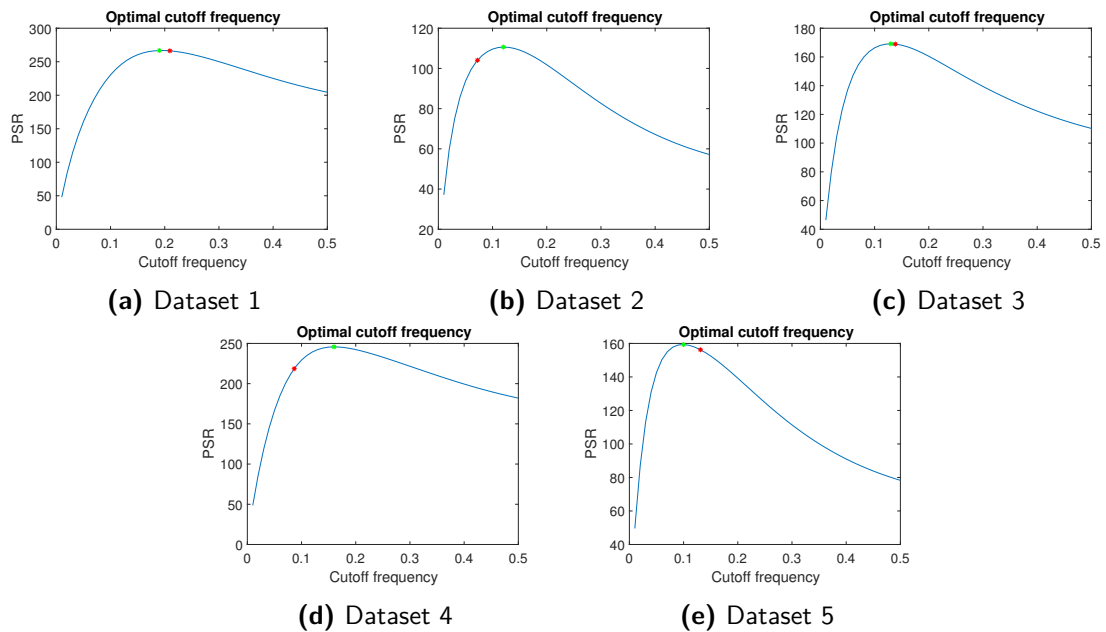 Optimal cutoff frequency
300
250
200
150
100
50
0
PSR
0 0.1 0.2 0.3 0.4 0.5
Cutoff frequency
(a) Dataset 1
Optimal cutoff frequency
120
100
80
60
40
20
PSR
0 0.1 0.2 0.3 0.4 0.5
Cutoff frequency
(b) Dataset 2
Optimal cutoff frequency
180
160
140
120
100
80
60
40
PSR
0 0.1 0.2 0.3 0.4 0.5
Cutoff frequency
(c) Dataset 3
Optimal cutoff frequency
250
200
150
100
50
0
PSR
0 0.1 0.2 0.3 0.4 0.5
Cutoff frequency
(d) Dataset 4
Optimal cutoff frequency
160
140
120
100
80
60
40
PSR
0 0.1 0.2 0.3 0.4 0.5
Cutoff frequency
(e) Dataset 5